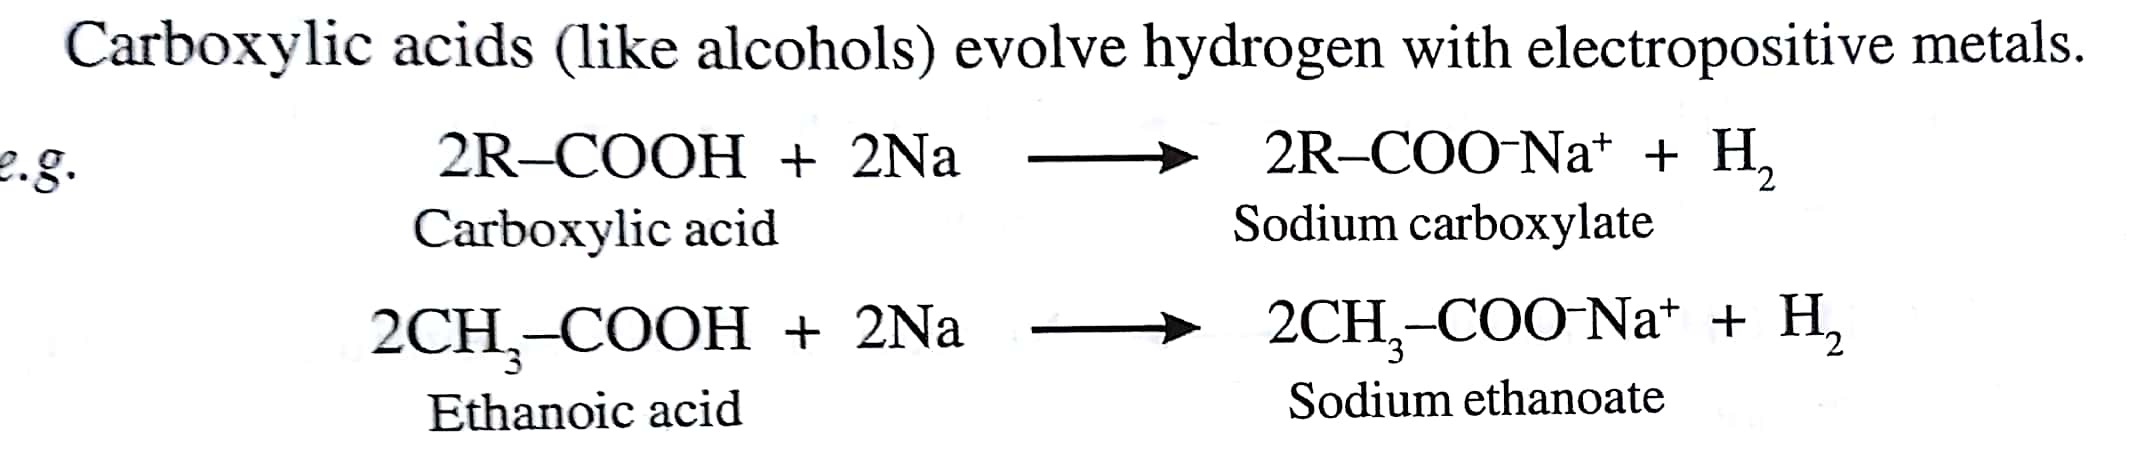 Carboxylic acids (like alcohols) evolve hydrogen with electropositive metals.
e.g. 2R–COOH + 2Na ⟶ 2R–COO⁻Na⁺ + H₂
Carboxylic acid Sodium carboxylate
2CH₃–COOH + 2Na ⟶ 2CH₃–COO⁻Na⁺ + H₂
Ethanoic acid Sodium ethanoate